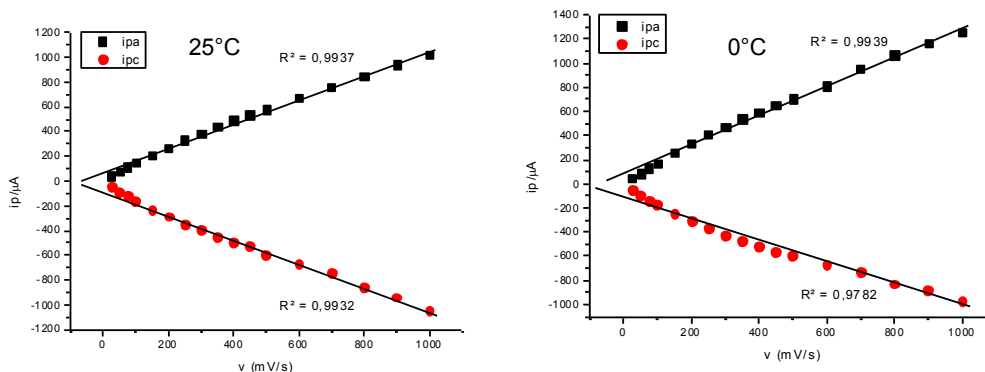 1200
1000
800
600
400
200
0
-200
-400
-600
-800
-1000
-1200
ip/µA
ipa
ipc
25°C
R² = 0,9937
R² = 0,9932
0 200 400 600 800 1000
v (mV/s)
1400
1200
1000
800
600
400
200
0
-200
-400
-600
-800
-1000
ip/µA
ipa
ipc
0°C
R² = 0,9939
R² = 0,9782
0 200 400 600 800 1000
v (mV/s)